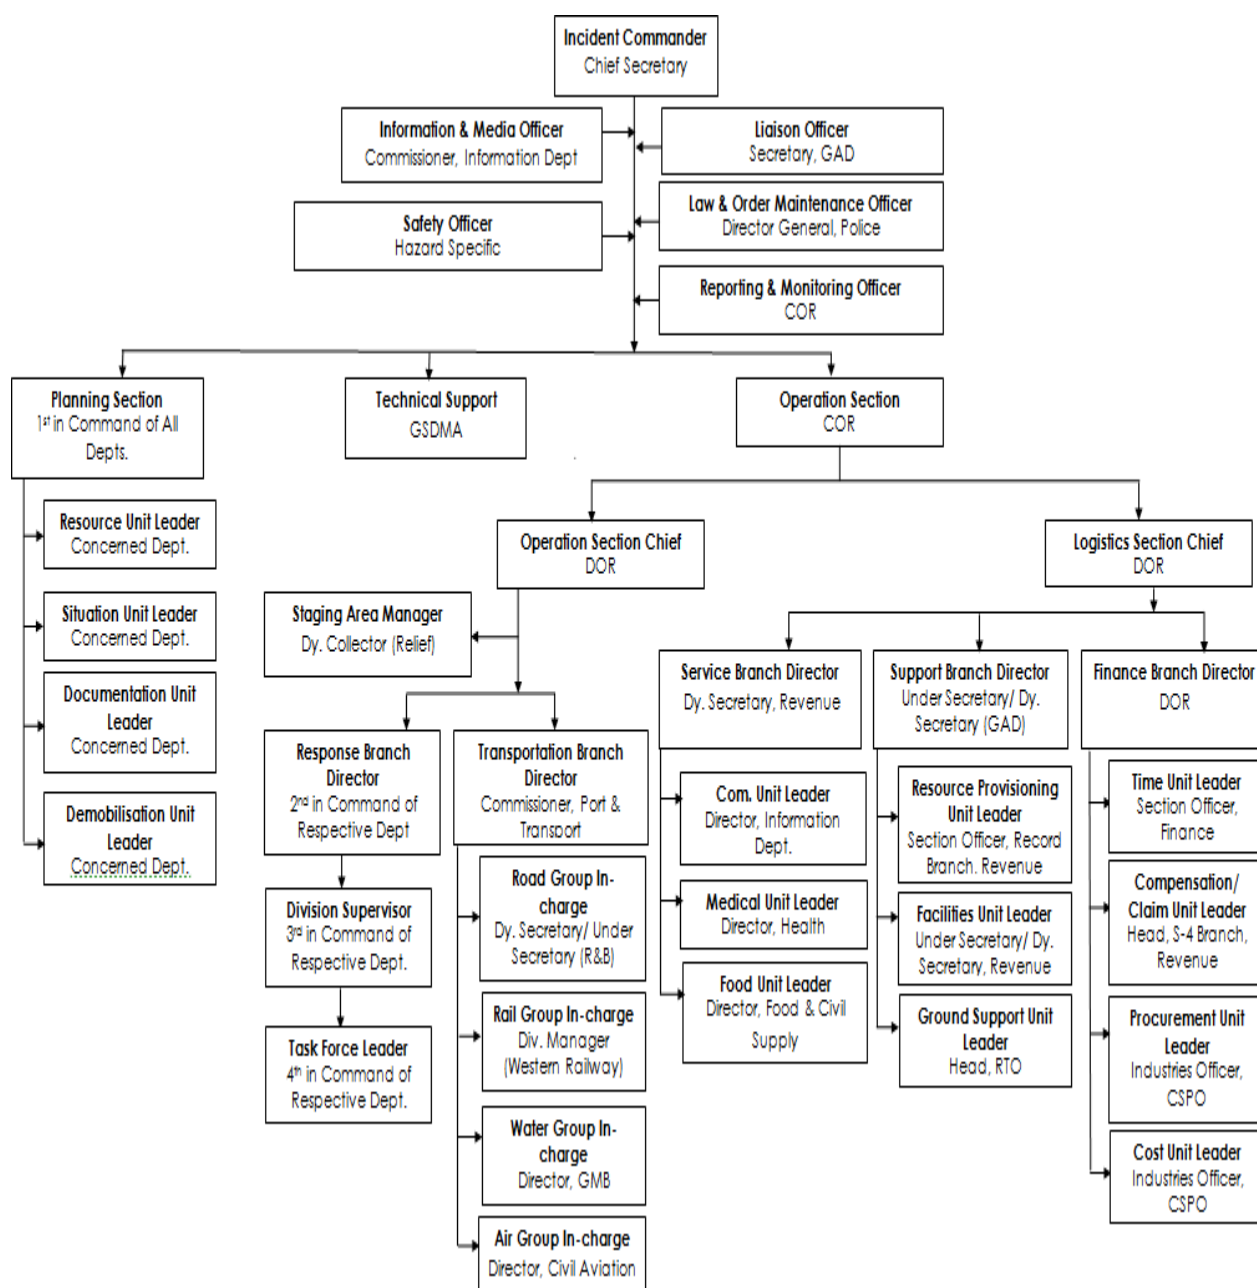 Incident Commander
Chief Secretary
Information & Media Officer
Commissioner, Information Dept
Liaison Officer
Secretary, GAD
Safety Officer
Hazard Specific
Law & Order Maintenance Officer
Director General, Police
Reporting & Monitoring Officer
COR
Planning Section
1st in Command of All
Depts.
Technical Support
GSDMA
Operation Section
COR
Resource Unit Leader
Concerned Dept.
Situation Unit Leader
Concerned Dept.
Documentation Unit
Leader
Concerned Dept.
Demobilisation Unit
Leader
Concerned Dept.
Operation Section Chief
DOR
Logistics Section Chief
DOR
Staging Area Manager
Dy. Collector (Relief)
Response Branch
Director
2nd in Command of
Respective Dept
Division Supervisor
3rd in Command of
Respective Dept.
Task Force Leader
4th in Command of
Respective Dept.
Transportation Branch
Director
Commissioner, Port &
Transport
Road Group In-
charge
Dy. Secretary/ Under
Secretary (R&B)
Rail Group In-charge
Div. Manager
(Western Railway)
Water Group In-
charge
Director, GMB
Air Group In-charge
Director, Civil Aviation
Service Branch Director
Dy. Secretary, Revenue
Com. Unit Leader
Director, Information
Dept.
Medical Unit Leader
Director, Health
Food Unit Leader
Director, Food & Civil
Supply
Support Branch Director
Under Secretary/ Dy.
Secretary (GAD)
Resource Provisioning
Unit Leader
Section Officer, Record
Branch. Revenue
Facilities Unit Leader
Under Secretary/ Dy.
Secretary, Revenue
Ground Support Unit
Leader
Head, RTO
Finance Branch Director
DOR
Time Unit Leader
Section Officer,
Finance
Compensation/
Claim Unit Leader
Head, S-4 Branch,
Revenue
Procurement Unit
Leader
Industries Officer,
CSPO
Cost Unit Leader
Industries Officer,
CSPO